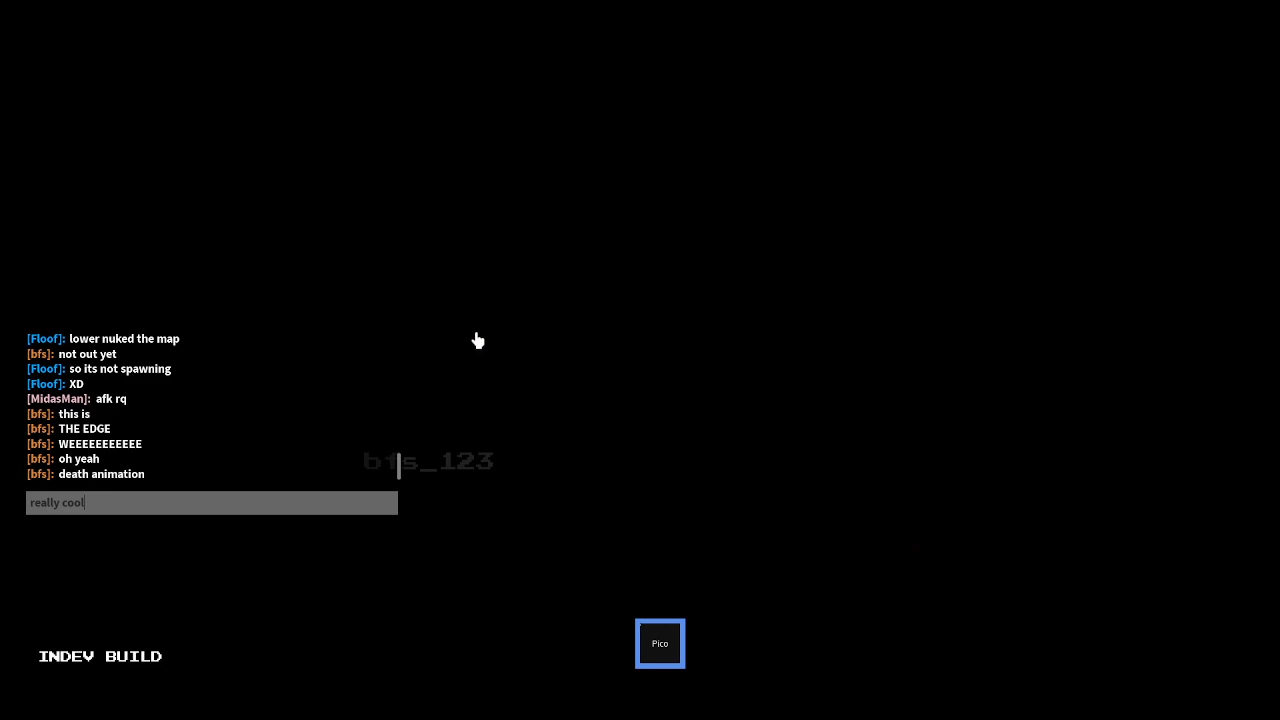 [Floof]: lower nuked the map
[bfs]: not out yet
[Floof]: so its not spawning
[Floof]: XD
[MidasMan]: afk rq
[bfs]: this is
[bfs]: THE EDGE
[bfs]: WEEEEEEEEEEE
[bfs]: oh yeah
bfs_123
[bfs]: death animation
really cool
Pico
INDEV BUILD